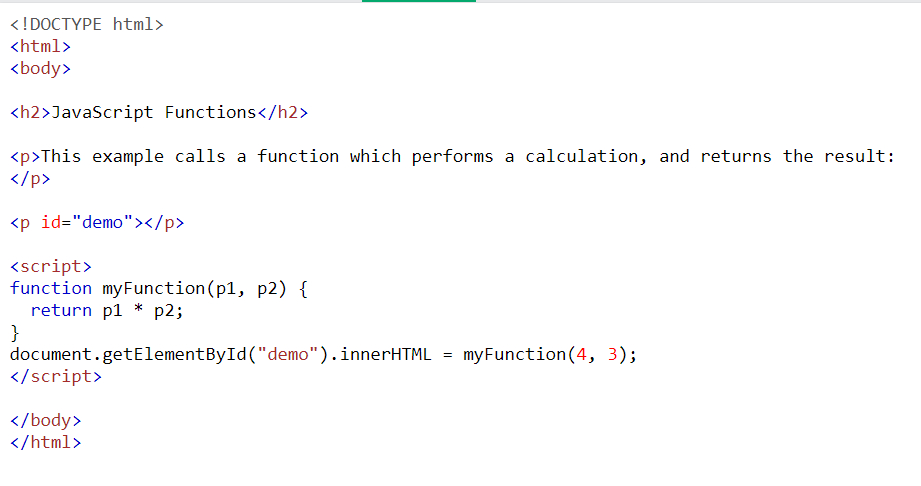 <!DOCTYPE html>
<html>
<body>

<h2>JavaScript Functions</h2>

<p>This example calls a function which performs a calculation, and returns the result:
</p>

<p id="demo"></p>

<script>
function myFunction(p1, p2) {
  return p1 * p2;
}
document.getElementById("demo").innerHTML = myFunction(4, 3);
</script>

</body>
</html>